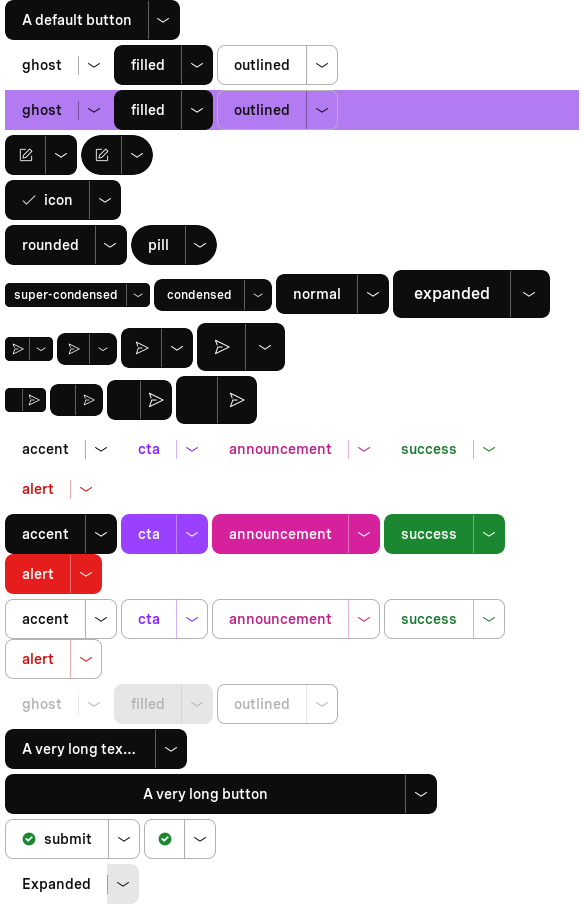 A default button
ghost filled outlined
ghost filled outlined
icon
rounded pill
super-condensed condensed normal expanded
accent cta announcement success
alert
accent cta announcement success
alert
accent cta announcement success
alert
ghost filled outlined
A very long tex...
A very long button
submit
Expanded